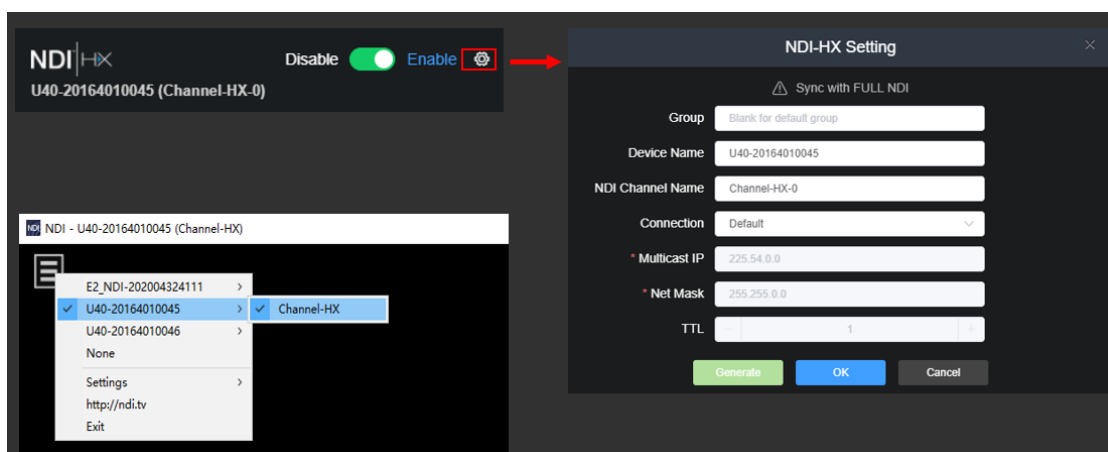 NDI HX
Disable Enable
U40-20164010045 (Channel-HX-0)
NDI-HX Setting
Sync with FULL NDI
Group Blank for default group
Device Name U40-20164010045
NDI Channel Name Channel-HX-0
Connection Default
* Multicast IP 225.54.0.0
* Net Mask 255.255.0.0
TTL 1
Generate OK Cancel
NDI NDI - U40-20164010045 (Channel-HX)
E2_NDI-202004324111
U40-20164010045 Channel-HX
U40-20164010046
None
Settings
http://ndi.tv
Exit